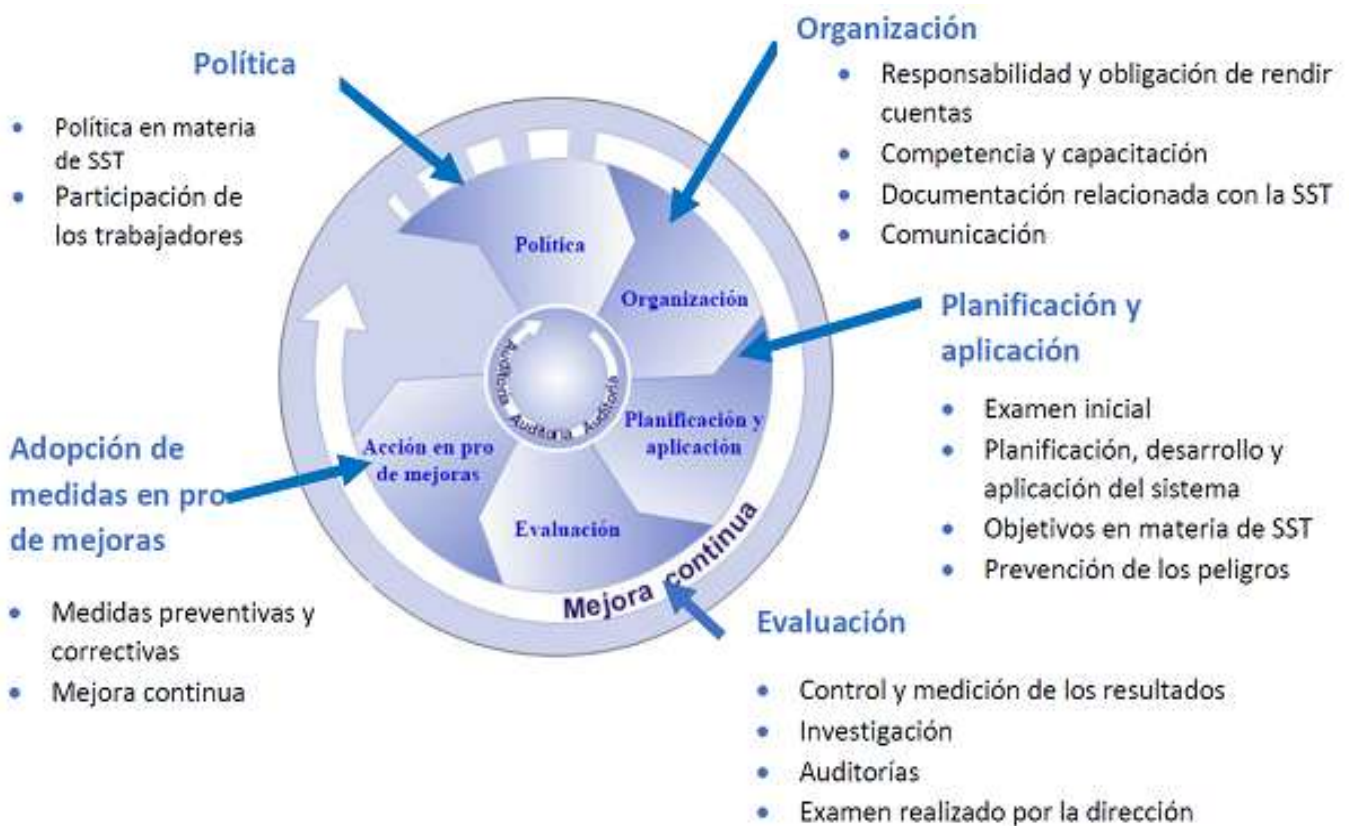 Política
• Política en materia
de SST
• Participación de
los trabajadores
Organización
• Responsabilidad y obligación de rendir
cuentas
• Competencia y capacitación
• Documentación relacionada con la SST
• Comunicación
Planificación y
aplicación
• Examen inicial
• Planificación, desarrollo y
aplicación del sistema
• Objetivos en materia de SST
• Prevención de los peligros
Evaluación
• Control y medición de los resultados
• Investigación
• Auditorías
• Examen realizado por la dirección
Adopción de
medidas en pro
de mejoras
• Medidas preventivas y
correctivas
• Mejora continua
Política
Organización
Planificación y
aplicación
Evaluación
Acción en pro
de mejoras
Auditoría Auditoría Auditoría
Mejora continua